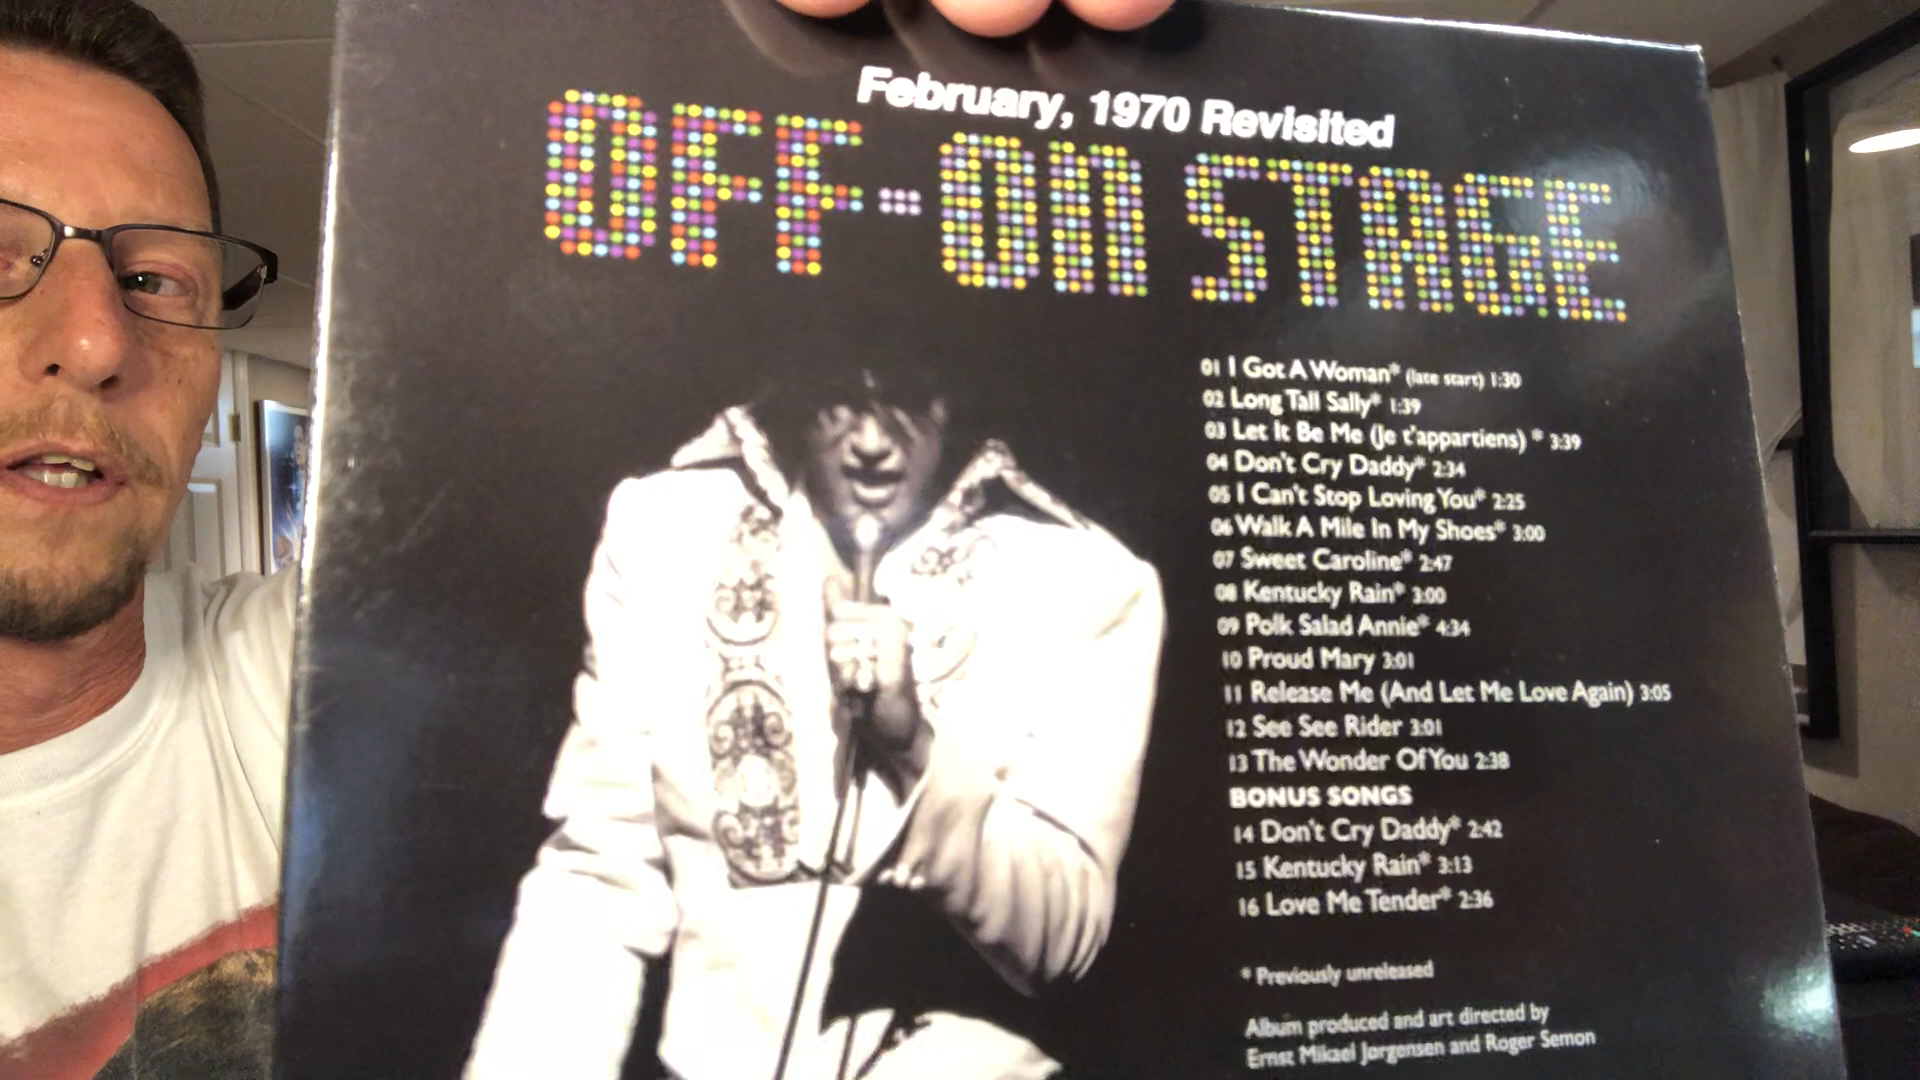 February, 1970 Revisited
OFF-ON STAGE
01 I Got A Woman* (late start) 1:30
02 Long Tall Sally* 1:39
03 Let It Be Me (Je t'appartiens) * 3:39
04 Don't Cry Daddy* 2:34
05 I Can't Stop Loving You* 2:25
06 Walk A Mile In My Shoes* 3:00
07 Sweet Caroline* 2:47
08 Kentucky Rain* 3:00
09 Polk Salad Annie* 4:34
10 Proud Mary 3:01
11 Release Me (And Let Me Love Again) 3:05
12 See See Rider 3:01
13 The Wonder Of You 2:38
BONUS SONGS
14 Don't Cry Daddy* 2:42
15 Kentucky Rain* 3:13
16 Love Me Tender* 2:36
* Previously unreleased
Album produced and art directed by
Ernst Mikael Jørgensen and Roger Semon